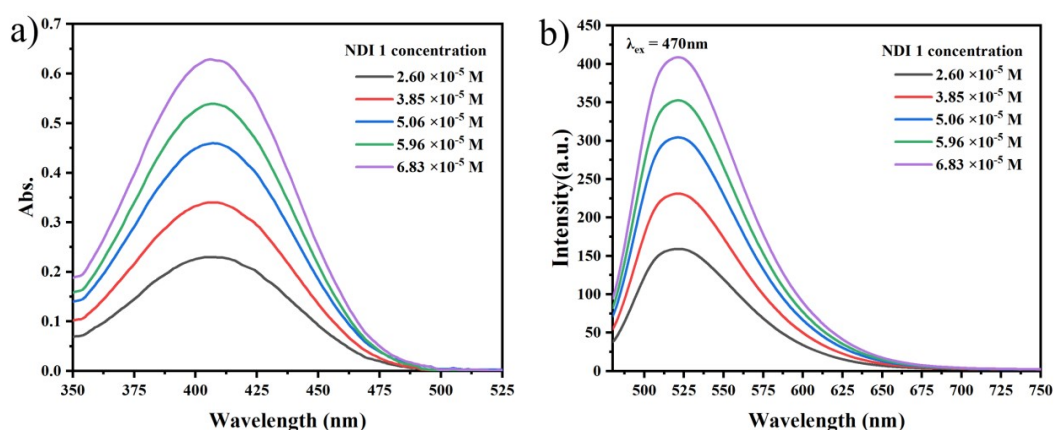 a)
0.7
0.6
0.5
0.4
0.3
0.2
0.1
0.0
Abs.
NDI 1 concentration
2.60 ×10⁻⁵ M
3.85 ×10⁻⁵ M
5.06 ×10⁻⁵ M
5.96 ×10⁻⁵ M
6.83 ×10⁻⁵ M
350 375 400 425 450 475 500 525
Wavelength (nm)
b)
450
400
350
300
250
200
150
100
50
0
Intensity(a.u.)
λex = 470nm
NDI 1 concentration
2.60 ×10⁻⁵ M
3.85 ×10⁻⁵ M
5.06 ×10⁻⁵ M
5.96 ×10⁻⁵ M
6.83 ×10⁻⁵ M
500 525 550 575 600 625 650 675 700 725 750
Wavelength (nm)